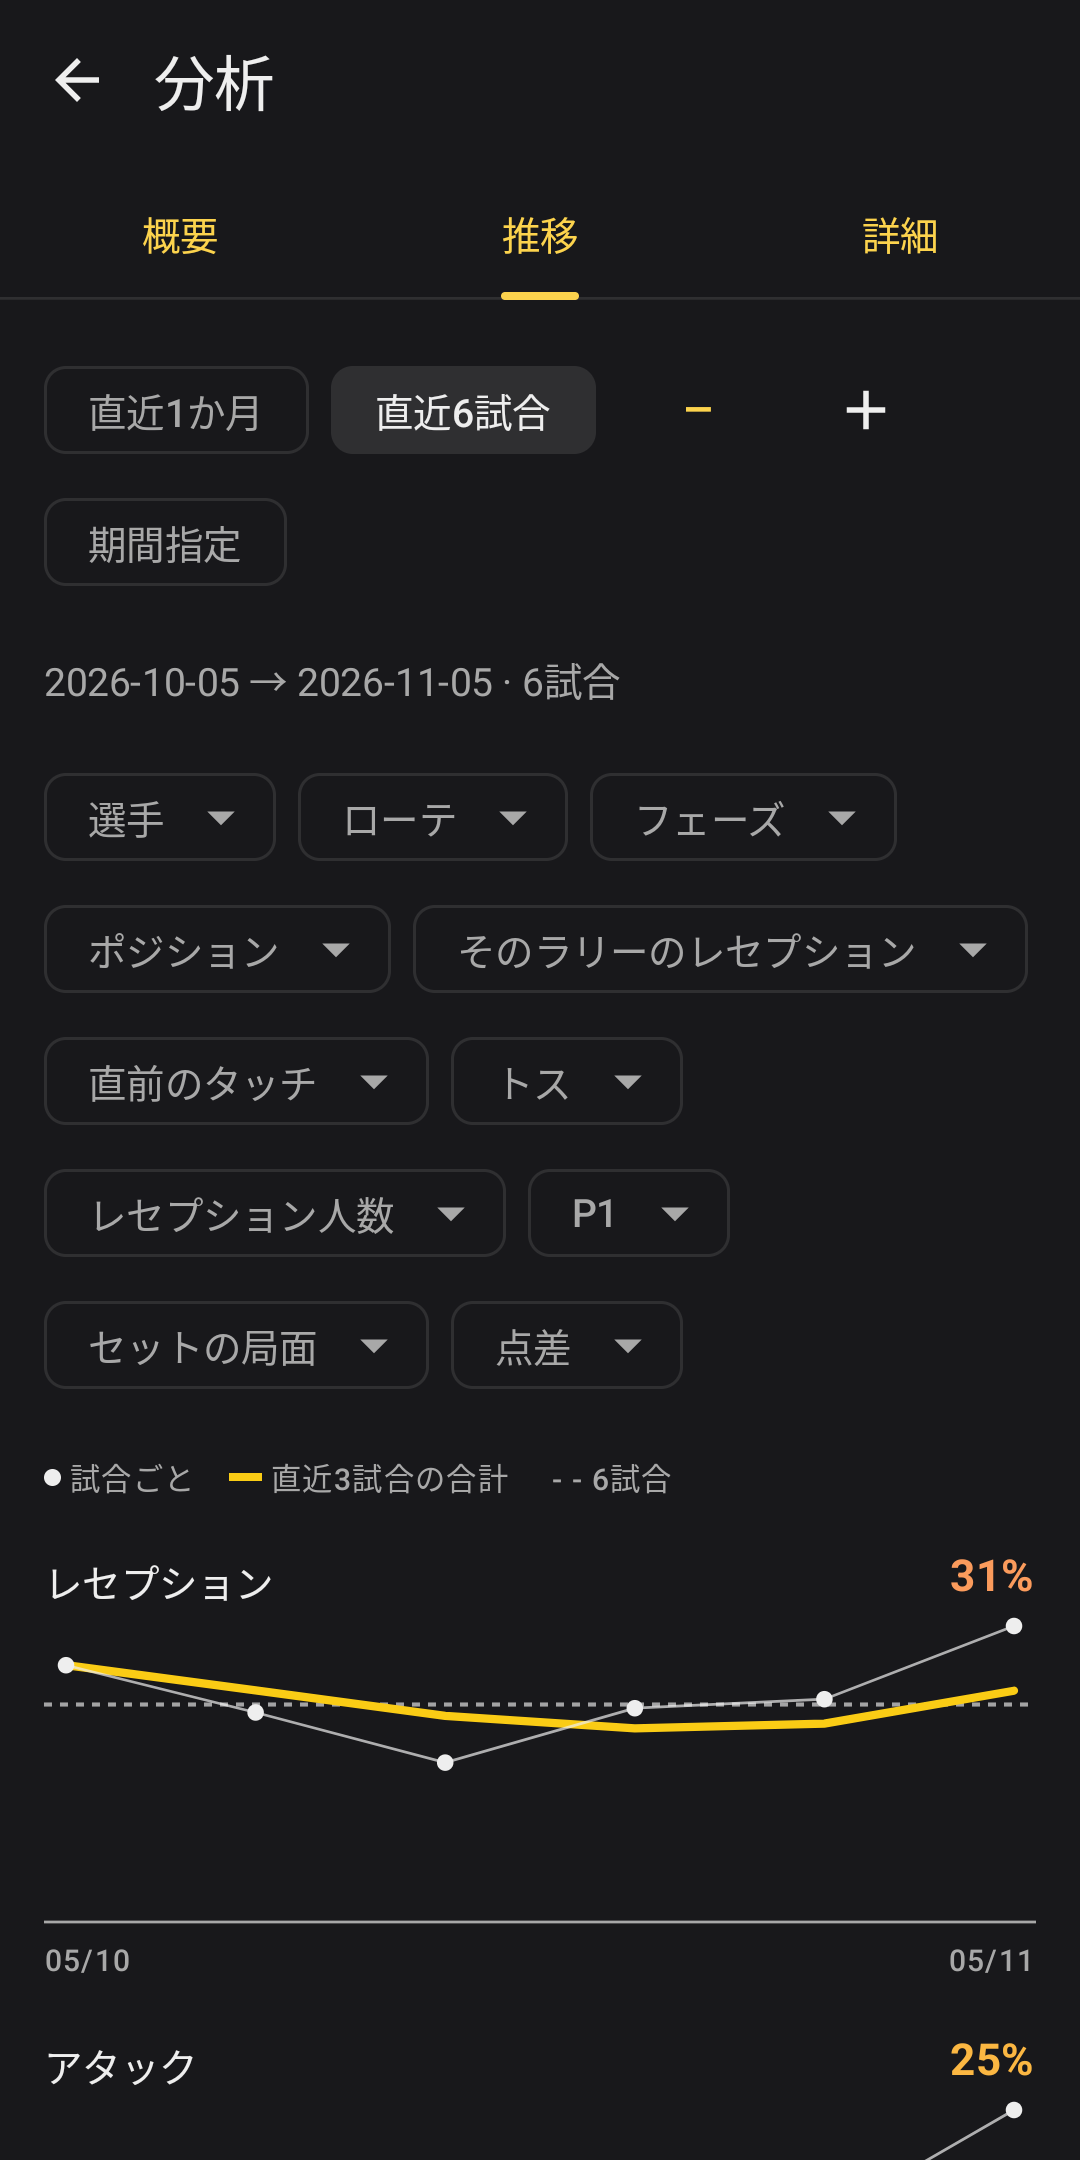 分析
概要 推移 詳細
直近1か月 直近6試合 − +
期間指定
2026-10-05 → 2026-11-05 · 6試合
選手 ローテ フェーズ
ポジション そのラリーのレセプション
直前のタッチ トス
レセプション人数 P1
セットの局面 点差
試合ごと 直近3試合の合計 - - 6試合
レセプション 31%
05/10 05/11
アタック 25%